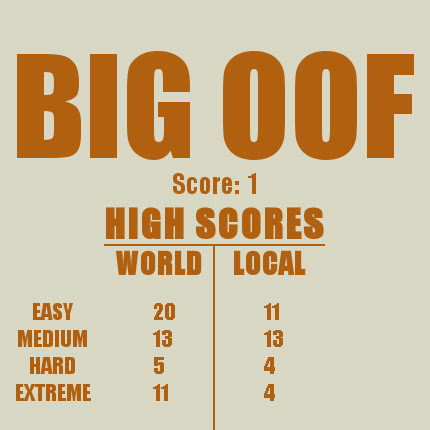 BIG OOF
Score: 1
HIGH SCORES
WORLD LOCAL
EASY 20 11
MEDIUM 13 13
HARD 5 4
EXTREME 11 4